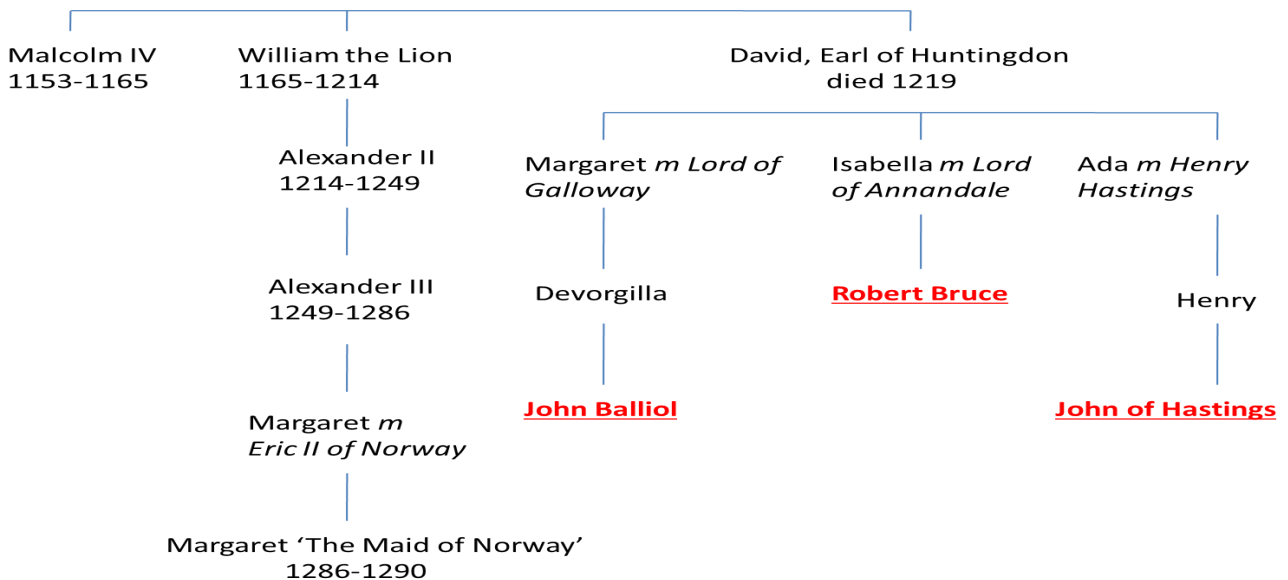 Malcolm IV
1153-1165
William the Lion
1165-1214
David, Earl of Huntingdon
died 1219
Alexander II
1214-1249
Margaret m Lord of
Galloway
Isabella m Lord
of Annandale
Ada m Henry
Hastings
Alexander III
1249-1286
Devorgilla
Robert Bruce
Henry
Margaret m
Eric II of Norway
John Balliol
John of Hastings
Margaret ‘The Maid of Norway’
1286-1290